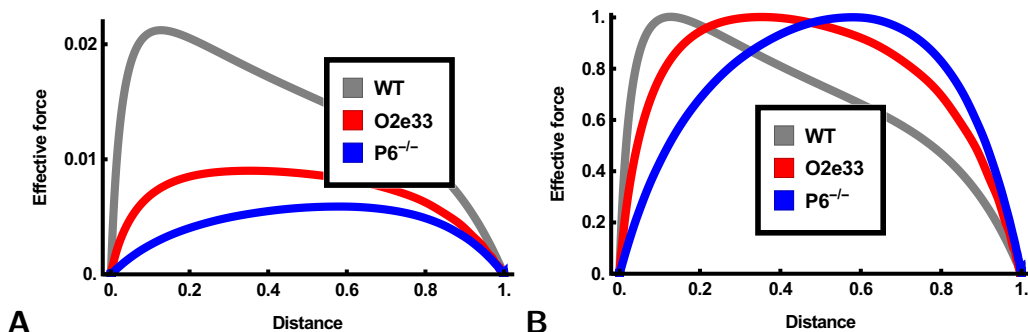 Effective force
0.02
0.01
0.
WT
O2e33
P6−/−
0. 0.2 0.4 0.6 0.8 1.
Distance
A
Effective force
1.
0.8
0.6
0.4
0.2
0.
WT
O2e33
P6−/−
0. 0.2 0.4 0.6 0.8 1.
Distance
B